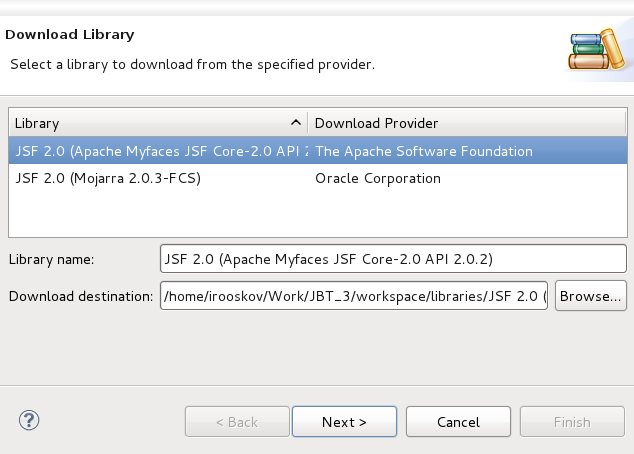 Download Library
Select a library to download from the specified provider.
Library Download Provider
JSF 2.0 (Apache Myfaces JSF Core-2.0 API 2 The Apache Software Foundation
JSF 2.0 (Mojarra 2.0.3-FCS) Oracle Corporation
Library name: JSF 2.0 (Apache Myfaces JSF Core-2.0 API 2.0.2)
Download destination: /home/irooskov/Work/JBT_3/workspace/libraries/JSF 2.0 ( Browse...
? < Back Next > Cancel Finish